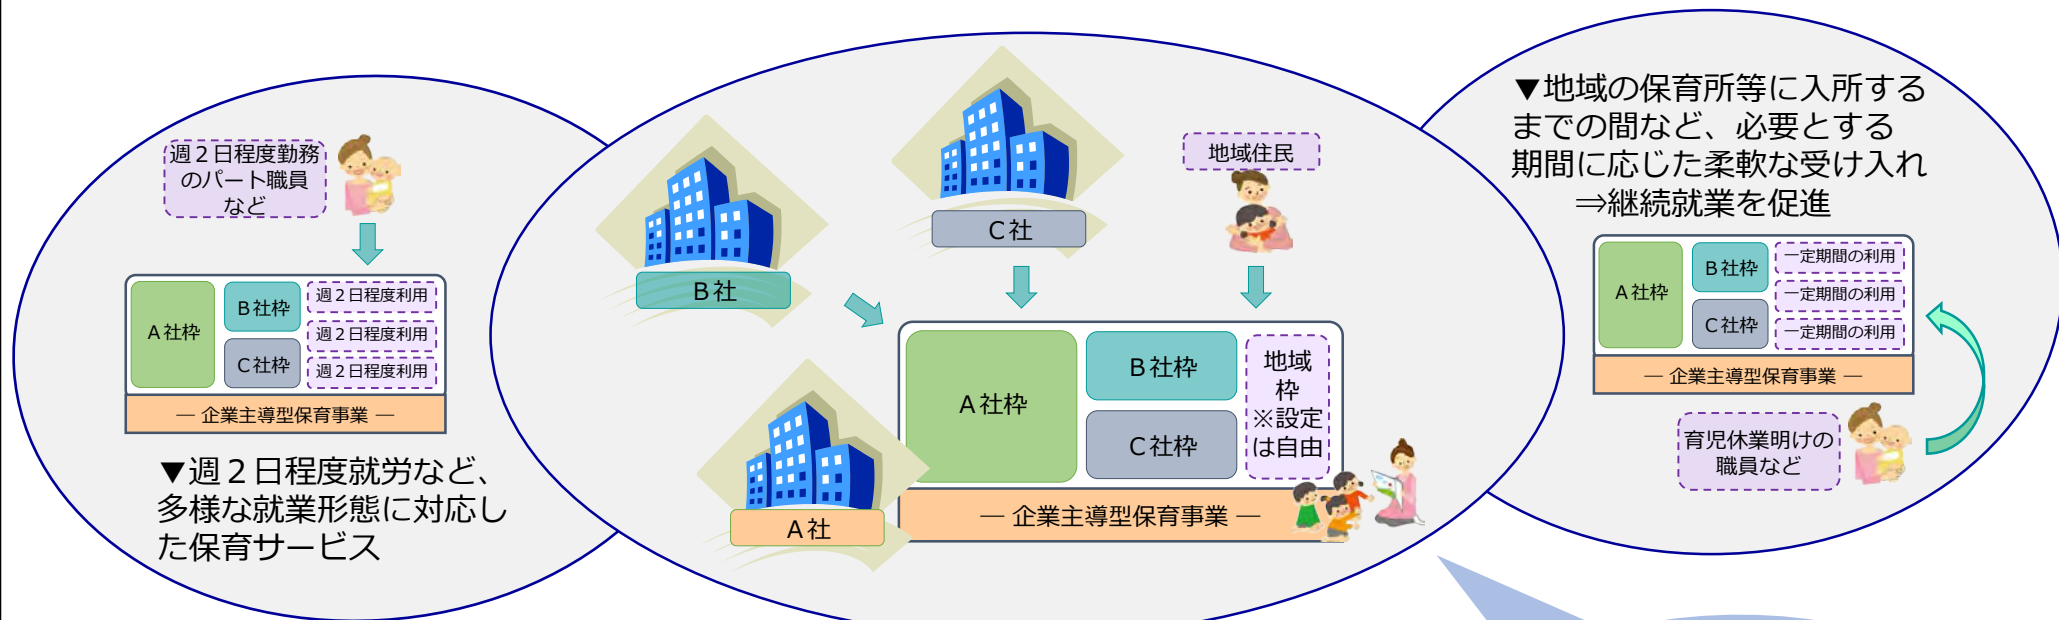 週２日程度勤務
のパート職員
など
A社枠
B社枠
C社枠
週２日程度利用
週２日程度利用
週２日程度利用
― 企業主導型保育事業 ―
▼週２日程度就労など、
多様な就業形態に対応し
た保育サービス
B社
C社
地域住民
A社
A社枠
B社枠
C社枠
地域
枠
※設定
は自由
― 企業主導型保育事業 ―
▼地域の保育所等に入所する
までの間など、必要とする
期間に応じた柔軟な受け入れ
⇒継続就業を促進
A社枠
B社枠
C社枠
一定期間の利用
一定期間の利用
一定期間の利用
― 企業主導型保育事業 ―
育児休業明けの
職員など